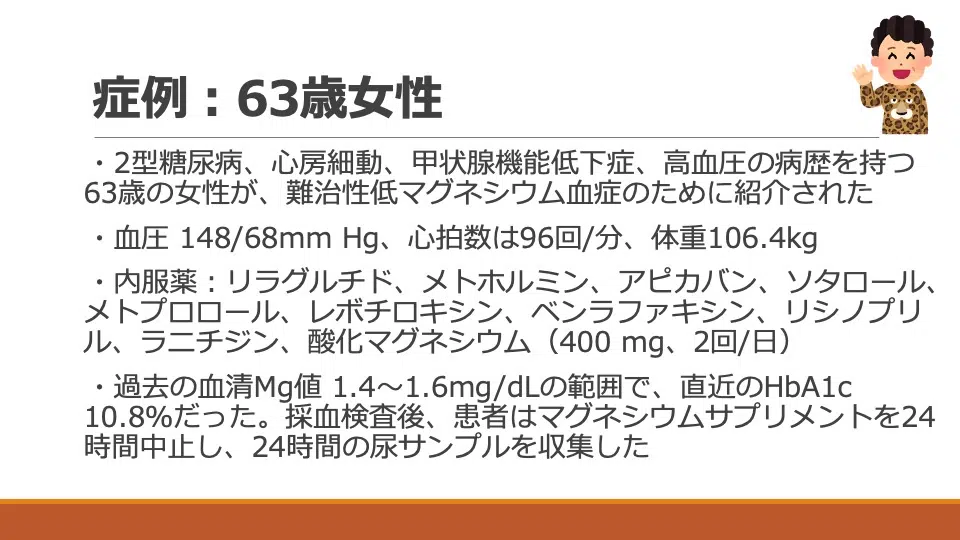 症例：63歳女性
・2型糖尿病、心房細動、甲状腺機能低下症、高血圧の病歴を持つ
63歳の女性が、難治性低マグネシウム血症のために紹介された
・血圧 148/68mm Hg、心拍数は96回/分、体重106.4kg
・内服薬：リラグルチド、メトホルミン、アピカバン、ソタロール、
メトプロロール、レボチロキシン、ベンラファキシン、リシノプリ
ル、ラニチジン、酸化マグネシウム（400 mg、2回/日）
・過去の血清Mg値 1.4～1.6mg/dLの範囲で、直近のHbA1c
10.8%だった。採血検査後、患者はマグネシウムサプリメントを24
時間中止し、24時間の尿サンプルを収集した